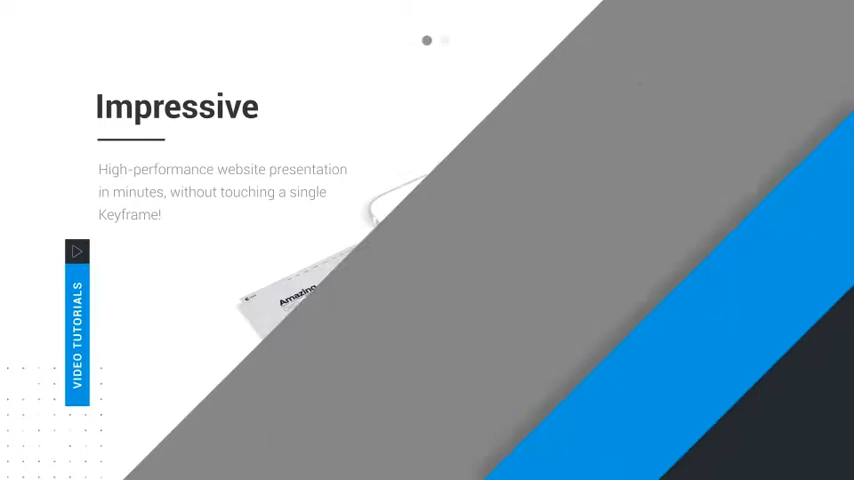 Impressive
High-performance website presentation
in minutes, without touching a single
Keyframe!
Amazing
VIDEO TUTORIALS